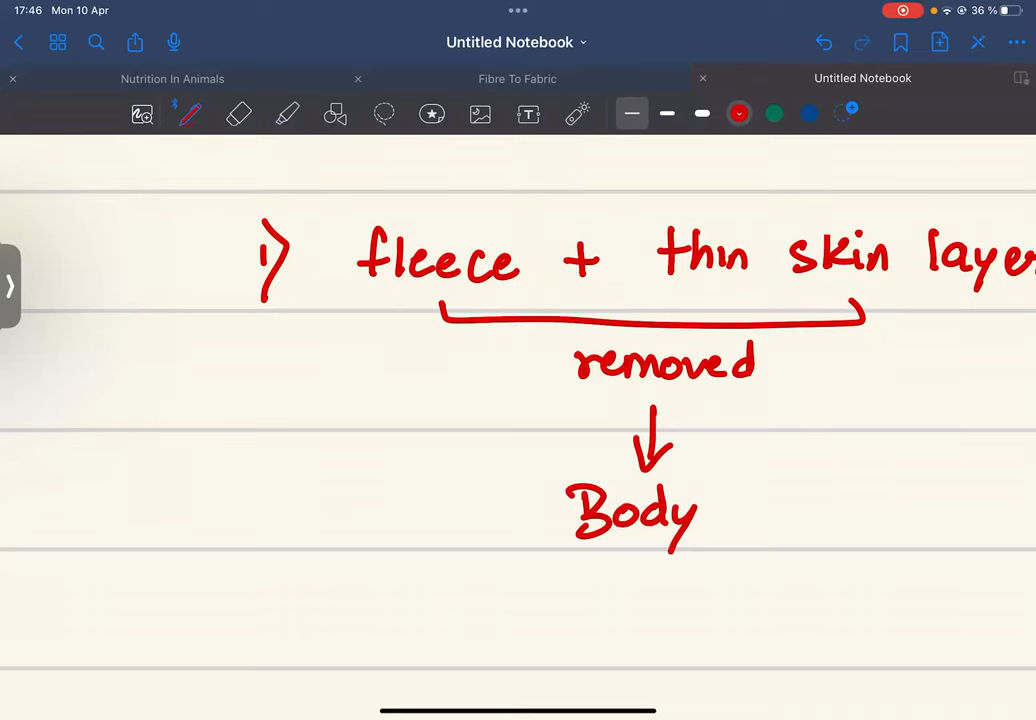 17:46 Mon 10 Apr 36 %
Untitled Notebook
Nutrition In Animals Fibre To Fabric Untitled Notebook
1) fleece + thin skin layer
removed
Body